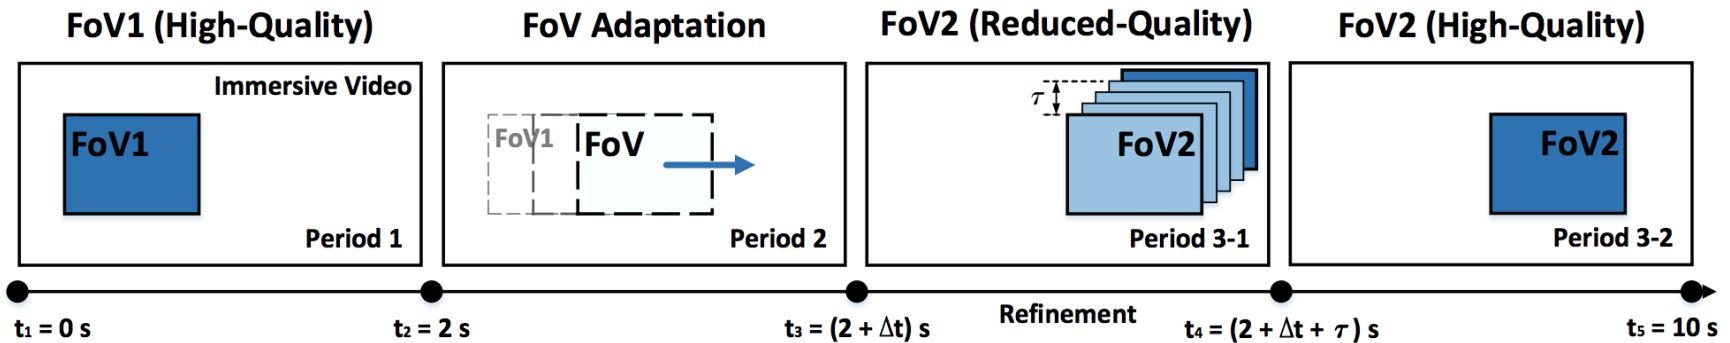 FoV1 (High-Quality)
FoV Adaptation
FoV2 (Reduced-Quality)
FoV2 (High-Quality)
Immersive Video
FoV1
Period 1
FoV1
FoV
Period 2
τ
FoV2
Period 3-1
FoV2
Period 3-2
Refinement
t₁ = 0 s
t₂ = 2 s
t₃ = (2 + Δt) s
t₄ = (2 + Δt + τ ) s
t₅ = 10 s